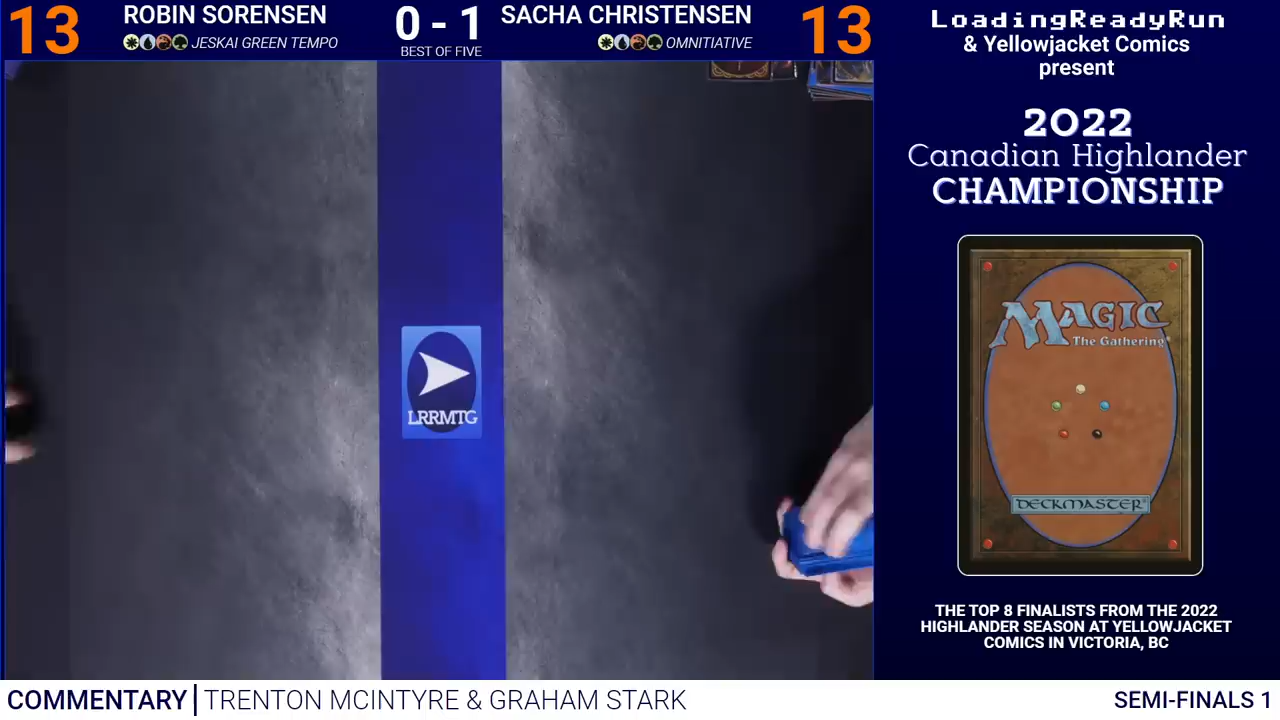 13
ROBIN SORENSEN
JESKAI GREEN TEMPO
0 - 1
BEST OF FIVE
SACHA CHRISTENSEN
OMNITIATIVE
13
LoadingReadyRun
& Yellowjacket Comics
present
2022
Canadian Highlander
CHAMPIONSHIP
MAGIC
The Gathering®
DECKMASTER
LRRMTG
THE TOP 8 FINALISTS FROM THE 2022
HIGHLANDER SEASON AT YELLOWJACKET
COMICS IN VICTORIA, BC
COMMENTARY | TRENTON MCINTYRE & GRAHAM STARK
SEMI-FINALS 1